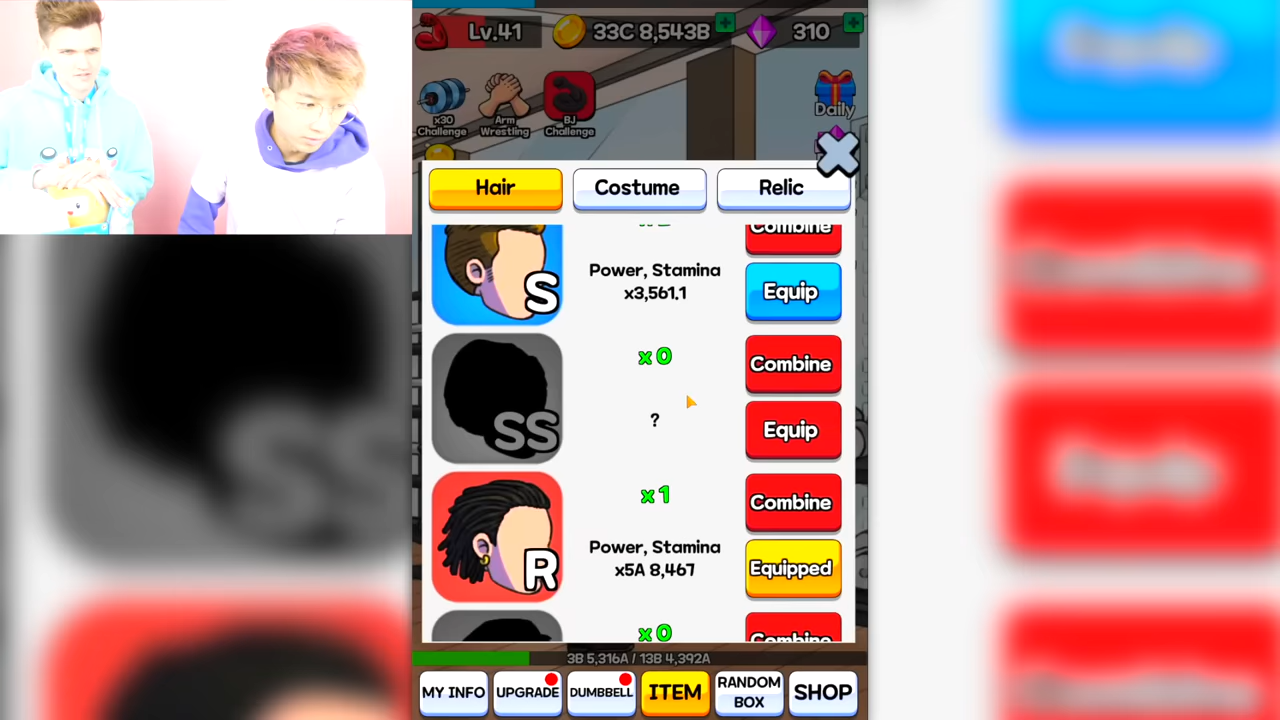 Lv.41
33C 8,543B
310
x30
Challenge
Arm
Wrestling
BJ
Challenge
Daily
Hair
Costume
Relic
Combine
S
Power, Stamina
x3,561.1
Equip
x0
Combine
SS
?
Equip
x1
Combine
R
Power, Stamina
x5A 8,467
Equipped
x0
Combine
3B 5,316A / 13B 4,392A
MY INFO
UPGRADE
DUMBBELL
ITEM
RANDOM
BOX
SHOP